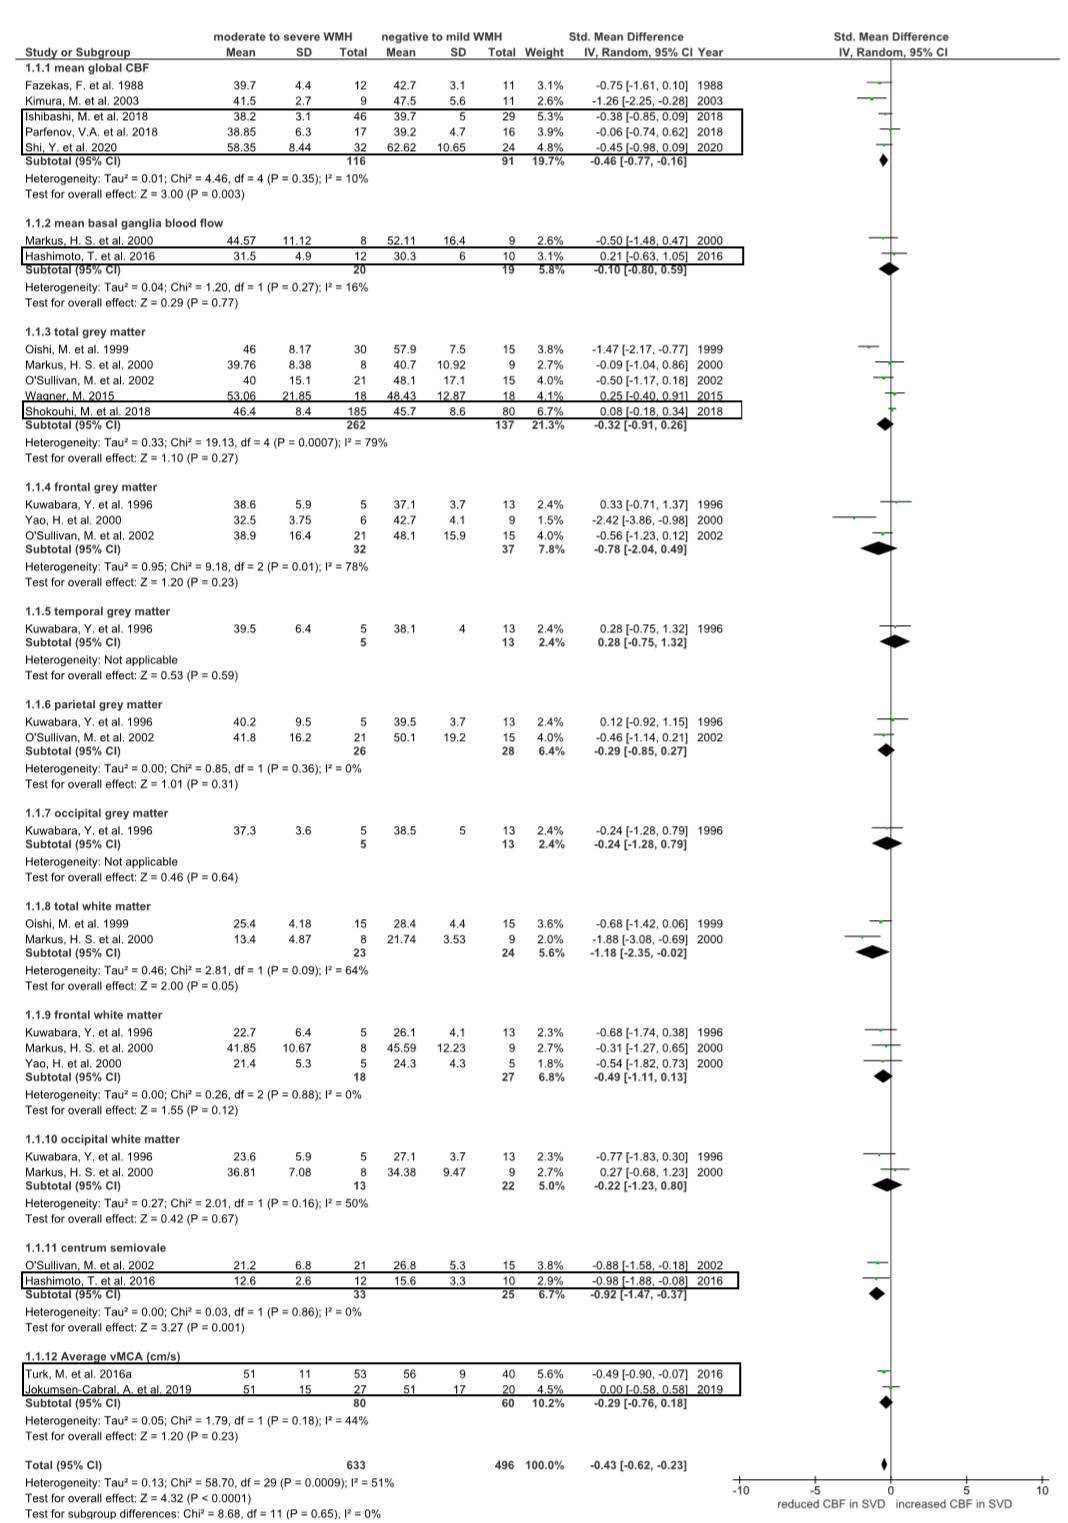 moderate to severe WMH negative to mild WMH Std. Mean Difference Std. Mean Difference
Study or Subgroup Mean SD Total Mean SD Total Weight IV, Random, 95% CI Year IV, Random, 95% CI
1.1.1 mean global CBF
Fazekas, F. et al. 1988 39.7 4.4 12 42.7 3.1 11 3.1% -0.75 [-1.61, 0.10] 1988
Kimura, M. et al. 2003 41.5 2.7 9 47.5 5.6 11 2.6% -1.26 [-2.25, -0.28] 2003
Ishibashi, M. et al. 2018 38.2 3.1 46 39.7 5 29 5.3% -0.38 [-0.85, 0.09] 2018
Parfenov, V.A. et al. 2018 38.85 6.3 17 39.2 4.7 16 3.9% -0.06 [-0.74, 0.62] 2018
Shi, Y. et al. 2020 58.35 8.44 32 62.62 10.65 24 4.8% -0.45 [-0.98, 0.09] 2020
Subtotal (95% CI) 116 91 19.7% -0.46 [-0.77, -0.16]
Heterogeneity: Tau² = 0.01; Chi² = 4.46, df = 4 (P = 0.35); I² = 10%
Test for overall effect: Z = 3.00 (P = 0.003)
1.1.2 mean basal ganglia blood flow
Markus, H. S. et al. 2000 44.57 11.12 8 52.11 16.4 9 2.6% -0.50 [-1.48, 0.47] 2000
Hashimoto, T. et al. 2016 31.5 4.9 12 30.3 6 10 3.1% 0.21 [-0.63, 1.05] 2016
Subtotal (95% CI) 20 19 5.8% -0.10 [-0.80, 0.59]
Heterogeneity: Tau² = 0.04; Chi² = 1.20, df = 1 (P = 0.27); I² = 16%
Test for overall effect: Z = 0.29 (P = 0.77)
1.1.3 total grey matter
Oishi, M. et al. 1999 46 8.17 30 57.9 7.5 15 3.8% -1.47 [-2.17, -0.77] 1999
Markus, H. S. et al. 2000 39.76 8.38 8 40.7 10.92 9 2.7% -0.09 [-1.04, 0.86] 2000
O'Sullivan, M. et al. 2002 40 15.1 21 48.1 17.1 15 4.0% -0.50 [-1.17, 0.18] 2002
Wagner, M. 2015 53.06 21.85 18 48.43 12.87 18 4.1% 0.25 [-0.40, 0.91] 2015
Shokouhi, M. et al. 2018 46.4 8.4 185 45.7 8.6 80 6.7% 0.08 [-0.18, 0.34] 2018
Subtotal (95% CI) 262 137 21.3% -0.32 [-0.91, 0.26]
Heterogeneity: Tau² = 0.33; Chi² = 19.13, df = 4 (P = 0.0007); I² = 79%
Test for overall effect: Z = 1.10 (P = 0.27)
1.1.4 frontal grey matter
Kuwabara, Y. et al. 1996 38.6 5.9 5 37.1 3.7 13 2.4% 0.33 [-0.71, 1.37] 1996
Yao, H. et al. 2000 32.5 3.75 6 42.7 4.1 9 1.5% -2.42 [-3.86, -0.98] 2000
O'Sullivan, M. et al. 2002 38.9 16.4 21 48.1 15.9 15 4.0% -0.56 [-1.23, 0.12] 2002
Subtotal (95% CI) 32 37 7.8% -0.78 [-2.04, 0.49]
Heterogeneity: Tau² = 0.95; Chi² = 9.18, df = 2 (P = 0.01); I² = 78%
Test for overall effect: Z = 1.20 (P = 0.23)
1.1.5 temporal grey matter
Kuwabara, Y. et al. 1996 39.5 6.4 5 38.1 4 13 2.4% 0.28 [-0.75, 1.32] 1996
Subtotal (95% CI) 5 13 2.4% 0.28 [-0.75, 1.32]
Heterogeneity: Not applicable
Test for overall effect: Z = 0.53 (P = 0.59)
1.1.6 parietal grey matter
Kuwabara, Y. et al. 1996 40.2 9.5 5 39.5 3.7 13 2.4% 0.12 [-0.92, 1.15] 1996
O'Sullivan, M. et al. 2002 41.8 16.2 21 50.1 19.2 15 4.0% -0.46 [-1.14, 0.21] 2002
Subtotal (95% CI) 26 28 6.4% -0.29 [-0.85, 0.27]
Heterogeneity: Tau² = 0.00; Chi² = 0.85, df = 1 (P = 0.36); I² = 0%
Test for overall effect: Z = 1.01 (P = 0.31)
1.1.7 occipital grey matter
Kuwabara, Y. et al. 1996 37.3 3.6 5 38.5 5 13 2.4% -0.24 [-1.28, 0.79] 1996
Subtotal (95% CI) 5 13 2.4% -0.24 [-1.28, 0.79]
Heterogeneity: Not applicable
Test for overall effect: Z = 0.46 (P = 0.64)
1.1.8 total white matter
Oishi, M. et al. 1999 25.4 4.18 15 28.4 4.4 15 3.6% -0.68 [-1.42, 0.06] 1999
Markus, H. S. et al. 2000 13.4 4.87 8 21.74 3.53 9 2.0% -1.88 [-3.08, -0.69] 2000
Subtotal (95% CI) 23 24 5.6% -1.18 [-2.35, -0.02]
Heterogeneity: Tau² = 0.46; Chi² = 2.81, df = 1 (P = 0.09); I² = 64%
Test for overall effect: Z = 2.00 (P = 0.05)
1.1.9 frontal white matter
Kuwabara, Y. et al. 1996 22.7 6.4 5 26.1 4.1 13 2.3% -0.68 [-1.74, 0.38] 1996
Markus, H. S. et al. 2000 41.85 10.67 8 45.59 12.23 9 2.7% -0.31 [-1.27, 0.65] 2000
Yao, H. et al. 2000 21.4 5.3 5 24.3 4.3 5 1.8% -0.54 [-1.82, 0.73] 2000
Subtotal (95% CI) 18 27 6.8% -0.49 [-1.11, 0.13]
Heterogeneity: Tau² = 0.00; Chi² = 0.26, df = 2 (P = 0.88); I² = 0%
Test for overall effect: Z = 1.55 (P = 0.12)
1.1.10 occipital white matter
Kuwabara, Y. et al. 1996 23.6 5.9 5 27.1 3.7 13 2.3% -0.77 [-1.83, 0.30] 1996
Markus, H. S. et al. 2000 36.81 7.08 8 34.38 9.47 9 2.7% 0.27 [-0.68, 1.23] 2000
Subtotal (95% CI) 13 22 5.0% -0.22 [-1.23, 0.80]
Heterogeneity: Tau² = 0.27; Chi² = 2.01, df = 1 (P = 0.16); I² = 50%
Test for overall effect: Z = 0.42 (P = 0.67)
1.1.11 centrum semiovale
O'Sullivan, M. et al. 2002 21.2 6.8 21 26.8 5.3 15 3.8% -0.88 [-1.58, -0.18] 2002
Hashimoto, T. et al. 2016 12.6 2.6 12 15.6 3.3 10 2.9% -0.98 [-1.88, -0.08] 2016
Subtotal (95% CI) 33 25 6.7% -0.92 [-1.47, -0.37]
Heterogeneity: Tau² = 0.00; Chi² = 0.03, df = 1 (P = 0.86); I² = 0%
Test for overall effect: Z = 3.27 (P = 0.001)
1.1.12 Average vMCA (cm/s)
Turk, M. et al. 2016a 51 11 53 56 9 40 5.6% -0.49 [-0.90, -0.07] 2016
Jokumsen-Cabral, A. et al. 2019 51 15 27 51 17 20 4.5% 0.00 [-0.58, 0.58] 2019
Subtotal (95% CI) 80 60 10.2% -0.29 [-0.76, 0.18]
Heterogeneity: Tau² = 0.05; Chi² = 1.79, df = 1 (P = 0.18); I² = 44%
Test for overall effect: Z = 1.20 (P = 0.23)
Total (95% CI) 633 496 100.0% -0.43 [-0.62, -0.23]
Heterogeneity: Tau² = 0.13; Chi² = 58.70, df = 29 (P = 0.0009); I² = 51%
Test for overall effect: Z = 4.32 (P < 0.0001)
Test for subgroup differences: Chi² = 8.68, df = 11 (P = 0.65), I² = 0%
-10 -5 0 5 10
reduced CBF in SVD increased CBF in SVD